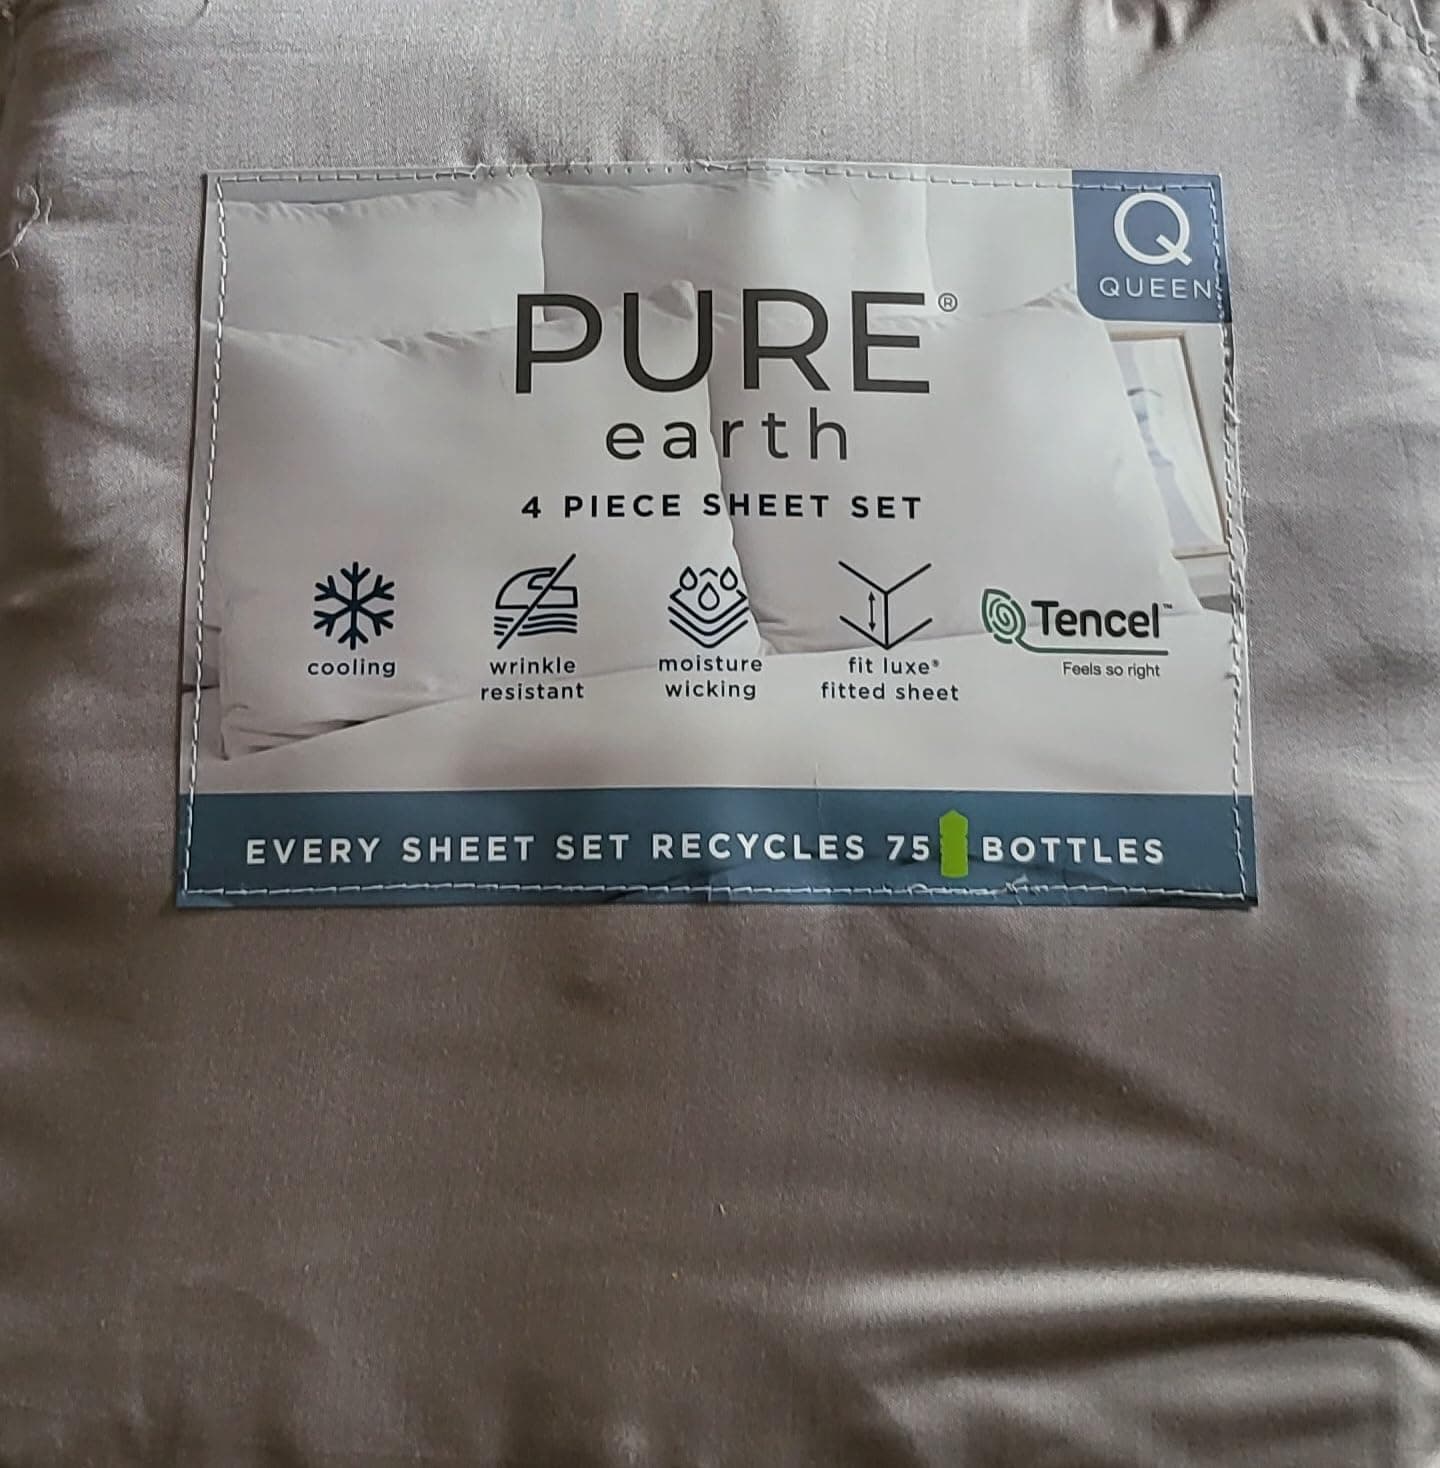 Q
QUEEN
PURE®
earth
4 PIECE SHEET SET
cooling
wrinkle
resistant
moisture
wicking
fit luxe®
fitted sheet
Tencel™
Feels so right
EVERY SHEET SET RECYCLES 75 BOTTLES